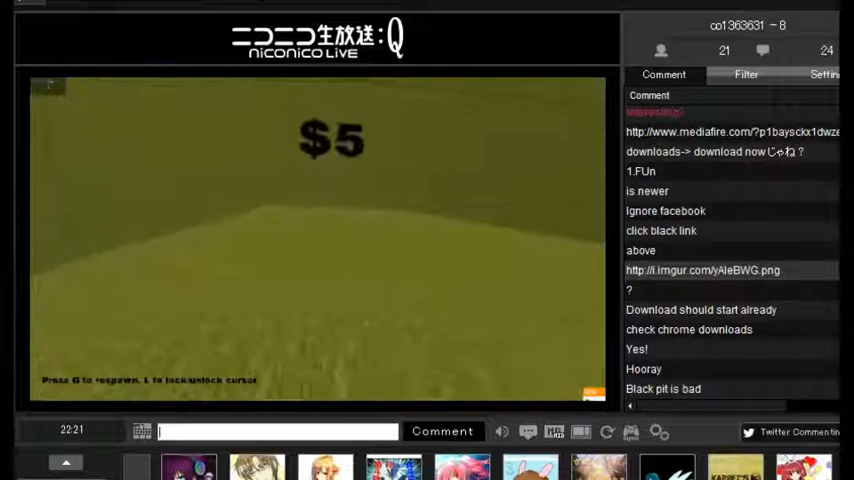 co1363631 - 8
ニコニコ生放送:Q
niconico LIVE
21
24
Comment
Filter
Settin
Comment
Interesting?
http://www.mediafire.com/?p1baysckx1dwze
downloads-> download nowじゃね?
1.FUn
is newer
Ignore facebook
click black link
above
http://i.imgur.com/yAleBWG.png
?
Download should start already
check chrome downloads
Yes!
Hooray
Black pit is bad
$5
Press G to respawn, L to lock/unlock cursor
22:21
Comment
Twitter Commentin